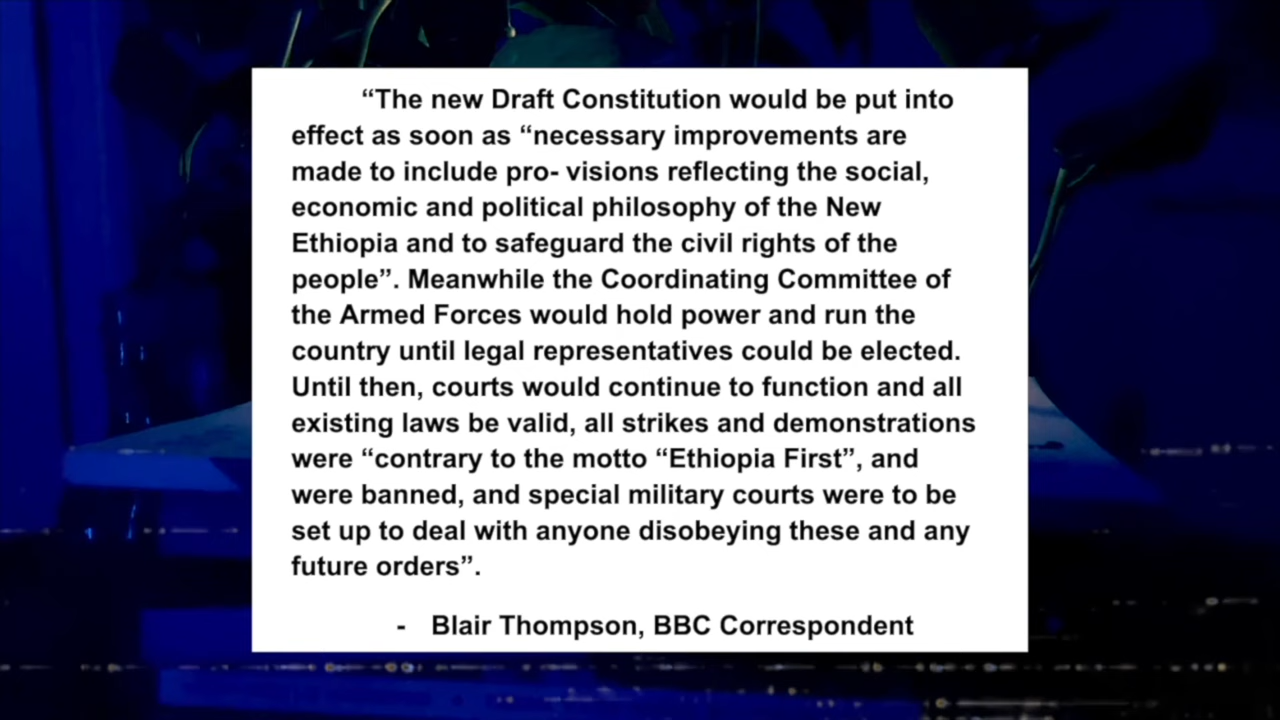 “The new Draft Constitution would be put into
effect as soon as “necessary improvements are
made to include pro- visions reflecting the social,
economic and political philosophy of the New
Ethiopia and to safeguard the civil rights of the
people”. Meanwhile the Coordinating Committee of
the Armed Forces would hold power and run the
country until legal representatives could be elected.
Until then, courts would continue to function and all
existing laws be valid, all strikes and demonstrations
were “contrary to the motto “Ethiopia First”, and
were banned, and special military courts were to be
set up to deal with anyone disobeying these and any
future orders”.
- Blair Thompson, BBC Correspondent